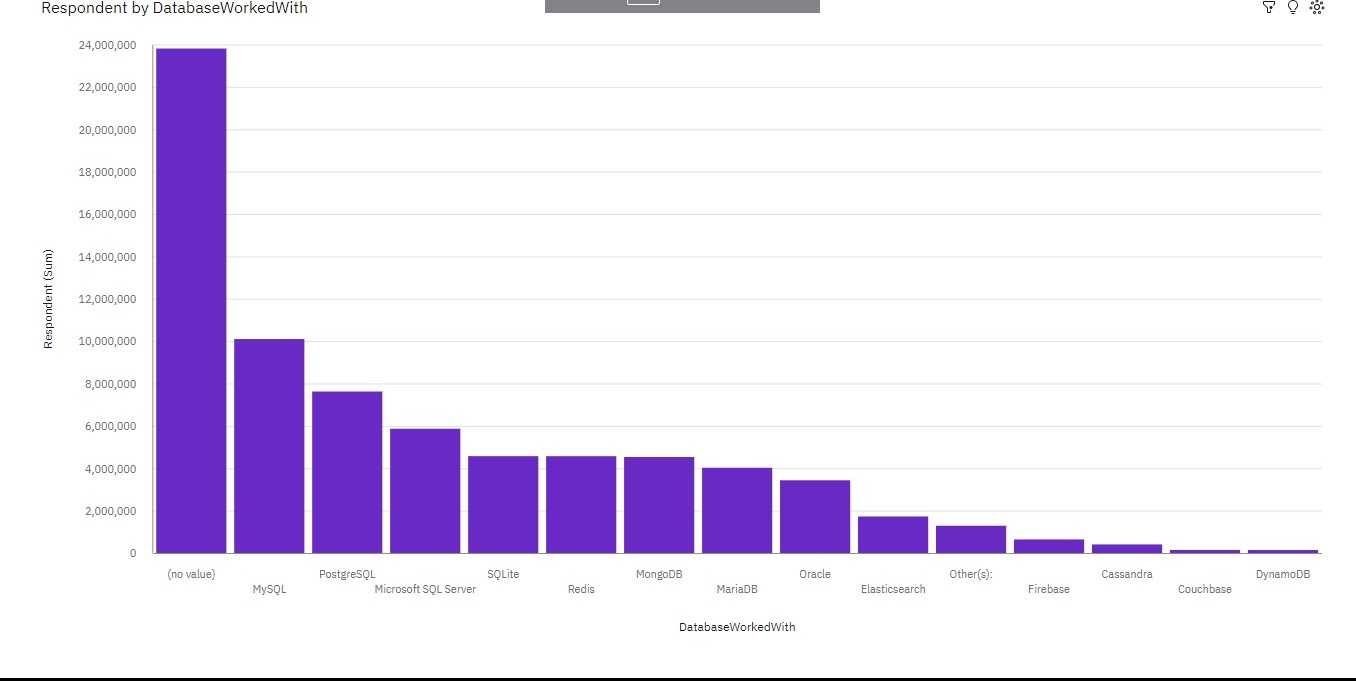 Respondent by DatabaseWorkedWith
24,000,000
22,000,000
20,000,000
18,000,000
16,000,000
14,000,000
12,000,000
10,000,000
8,000,000
6,000,000
4,000,000
2,000,000
0
Respondent (Sum)
(no value)
MySQL
PostgreSQL
Microsoft SQL Server
SQLite
Redis
MongoDB
MariaDB
Oracle
Elasticsearch
Other(s):
Firebase
Cassandra
Couchbase
DynamoDB
DatabaseWorkedWith